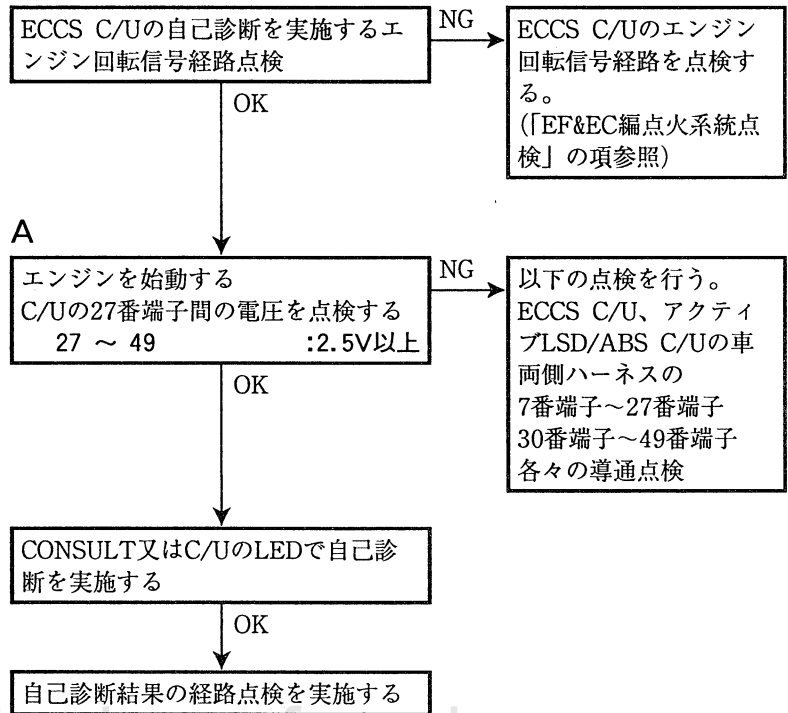 ECCS C/Uの自己診断を実施するエ
ンジン回転信号経路点検
NG
ECCS C/Uのエンジン
回転信号経路を点検す
る。
(「EF&EC編点火系統点
検」の項参照)
OK
A
エンジンを始動する
C/Uの27番端子間の電圧を点検する
27 ～ 49 :2.5V以上
NG
以下の点検を行う。
ECCS C/U、アクティ
ブLSD/ABS C/Uの車
両側ハーネスの
7番端子～27番端子
30番端子～49番端子
各々の導通点検
OK
CONSULT又はC/UのLEDで自己診
断を実施する
OK
自己診断結果の経路点検を実施する